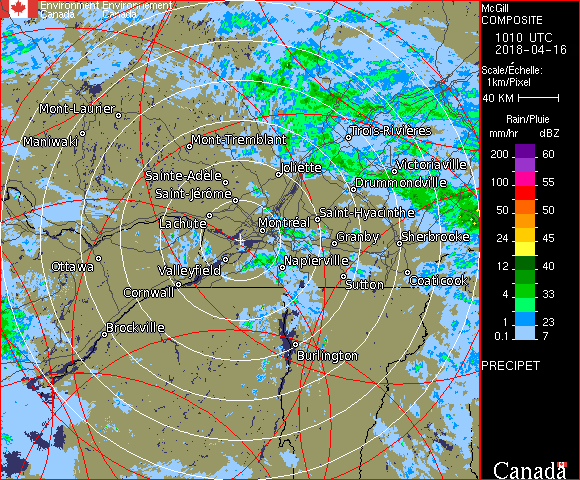 Environment Environnement
Canada Canada
McGill
COMPOSITE
1010 UTC
2018-04-16
Scale/Échelle:
1km/Pixel
40 KM
Rain/Pluie
mm/hr dBZ
200 60
100 55
50 50
24 45
12 40
4 33
1 23
0.1 7
PRECIPET
Canada
Mont-Laurier
Maniwaki
Mont-Tremblant
Trois-Rivières
Joliette
Victoriaville
Sainte-Adèle
Drummondville
Saint-Jérôme
Lachute
Saint-Hyacinthe
Montréal
Granby
Sherbrooke
Ottawa
Valleyfield
Napierville
Cornwall
Sutton
Coaticook
Brockville
Burlington